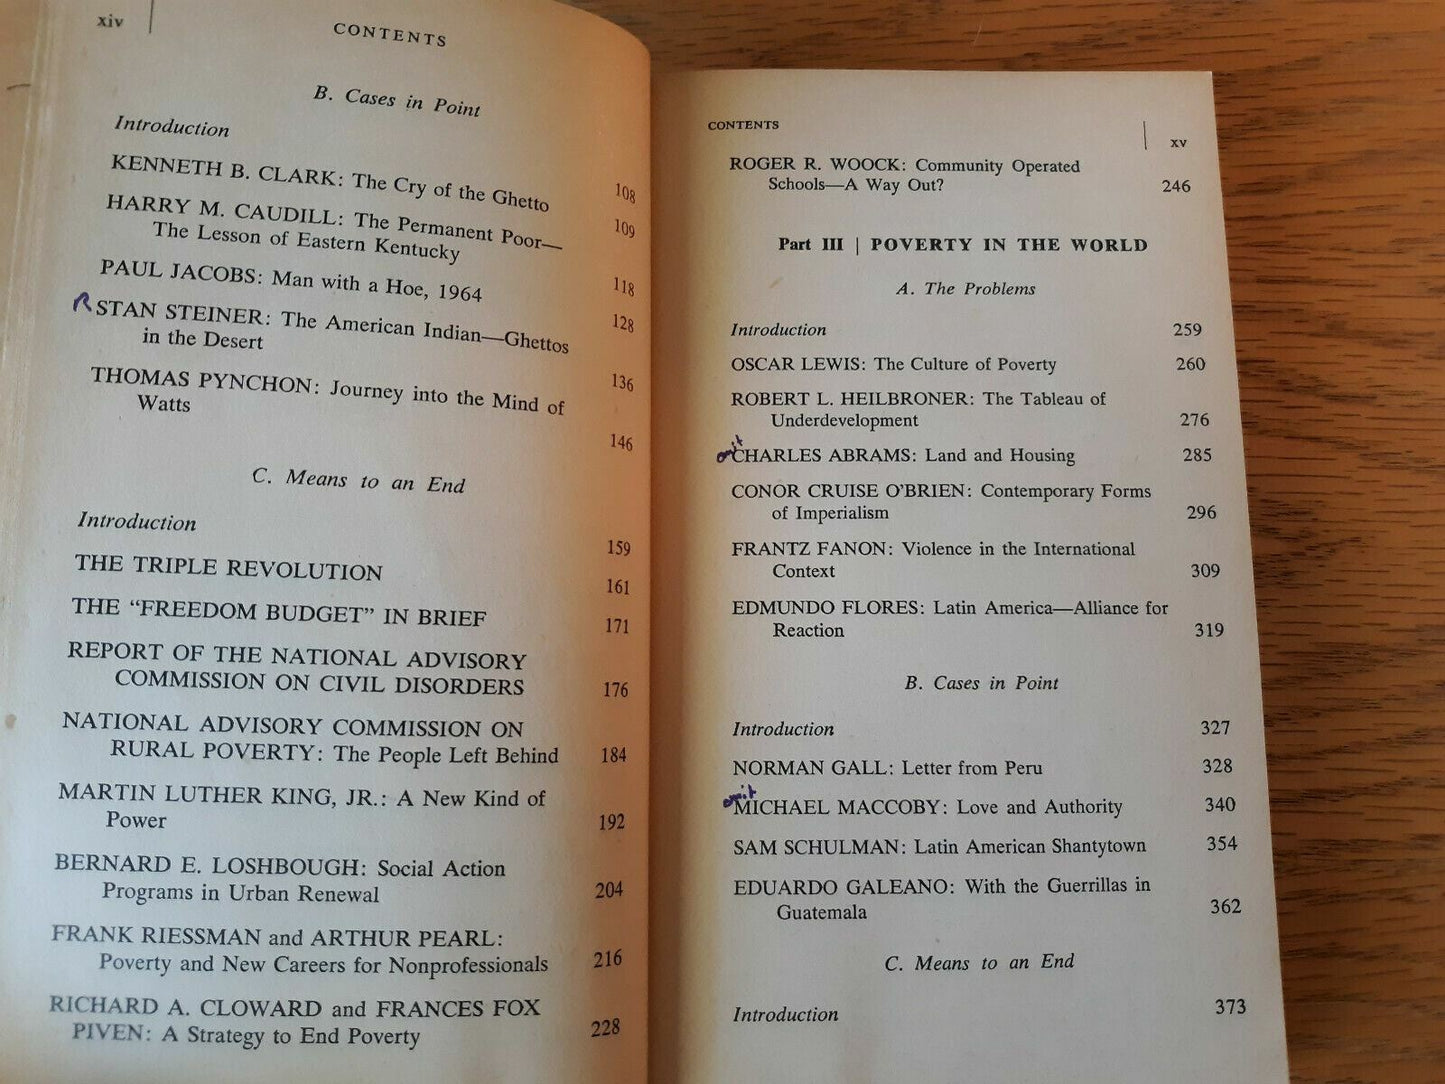 xiv
CONTENTS
B. Cases in Point
Introduction 108
KENNETH B. CLARK: The Cry of the Ghetto 109
HARRY M. CAUDILL: The Permanent Poor—
The Lesson of Eastern Kentucky 118
PAUL JACOBS: Man with a Hoe, 1964 128
R STAN STEINER: The American Indian—Ghettos
in the Desert 136
THOMAS PYNCHON: Journey into the Mind of
Watts 146
C. Means to an End
Introduction 159
THE TRIPLE REVOLUTION 161
THE “FREEDOM BUDGET” IN BRIEF 171
REPORT OF THE NATIONAL ADVISORY
COMMISSION ON CIVIL DISORDERS 176
NATIONAL ADVISORY COMMISSION ON
RURAL POVERTY: The People Left Behind 184
MARTIN LUTHER KING, JR.: A New Kind of
Power 192
BERNARD E. LOSHBOUGH: Social Action
Programs in Urban Renewal 204
FRANK RIESSMAN and ARTHUR PEARL:
Poverty and New Careers for Nonprofessionals 216
RICHARD A. CLOWARD and FRANCES FOX
PIVEN: A Strategy to End Poverty 228
CONTENTS
xv
ROGER R. WOOCK: Community Operated
Schools—A Way Out? 246
Part III | POVERTY IN THE WORLD
A. The Problems
Introduction 259
OSCAR LEWIS: The Culture of Poverty 260
ROBERT L. HEILBRONER: The Tableau of
Underdevelopment 276
omit CHARLES ABRAMS: Land and Housing 285
CONOR CRUISE O'BRIEN: Contemporary Forms
of Imperialism 296
FRANTZ FANON: Violence in the International
Context 309
EDMUNDO FLORES: Latin America—Alliance for
Reaction 319
B. Cases in Point
Introduction 327
NORMAN GALL: Letter from Peru 328
omit MICHAEL MACCOBY: Love and Authority 340
SAM SCHULMAN: Latin American Shantytown 354
EDUARDO GALEANO: With the Guerrillas in
Guatemala 362
C. Means to an End
Introduction 373